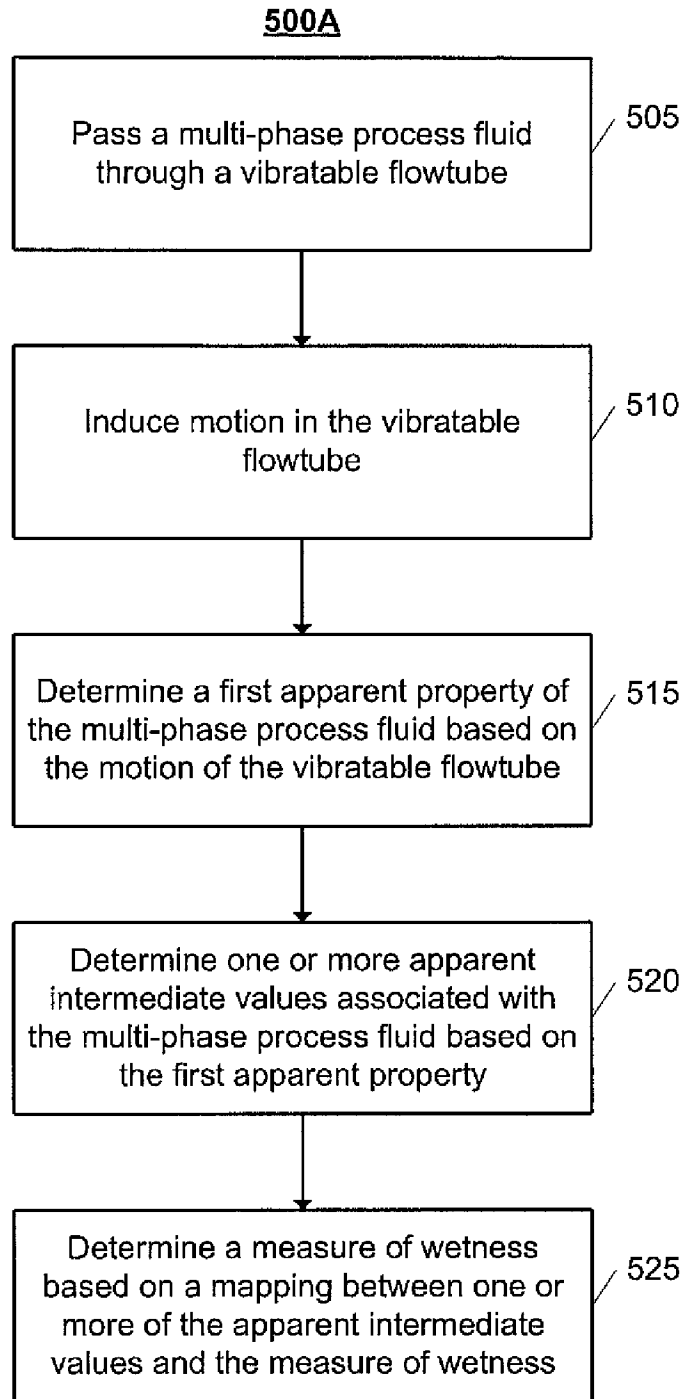 500A
Pass a multi-phase process fluid
through a vibratable flowtube
505
Induce motion in the vibratable
flowtube
510
Determine a first apparent property of
the multi-phase process fluid based on
the motion of the vibratable flowtube
515
Determine one or more apparent
intermediate values associated with
the multi-phase process fluid based on
the first apparent property
520
Determine a measure of wetness
based on a mapping between one or
more of the apparent intermediate
values and the measure of wetness
525